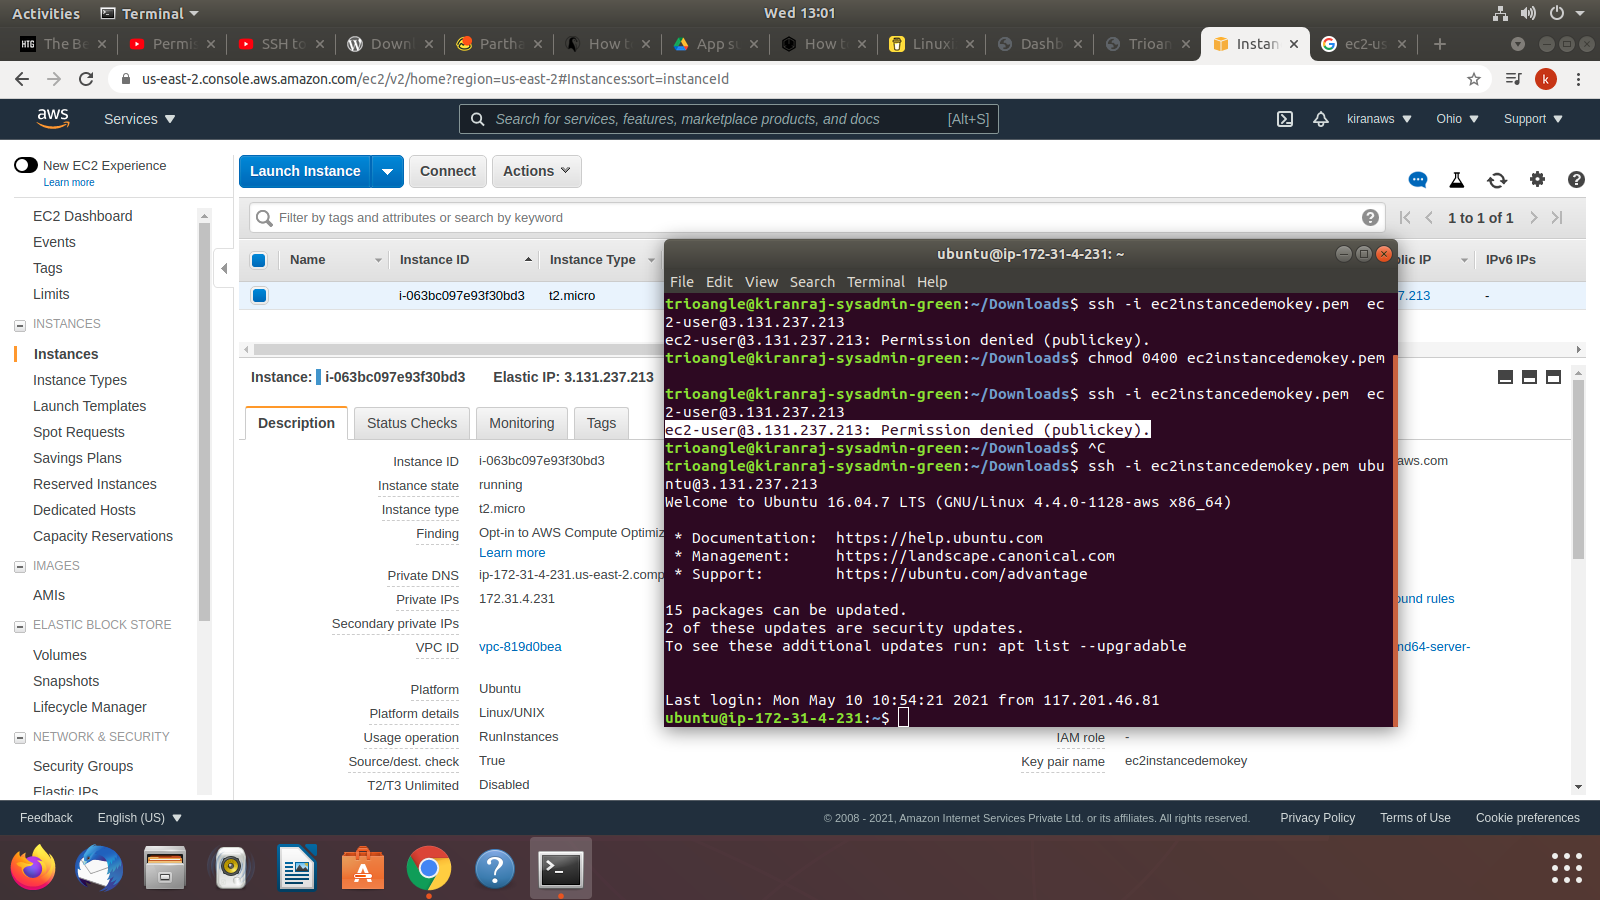 Activities
Terminal
Wed 13:01
HTG The Be
Permis
SSH to
Downl
Partha
How to
App su
How to
Linuxi
Dashb
Trioan
Instan
ec2-us
us-east-2.console.aws.amazon.com/ec2/v2/home?region=us-east-2#Instances:sort=instanceId
k
aws
Services
Search for services, features, marketplace products, and docs
[Alt+S]
kiranaws
Ohio
Support
New EC2 Experience
Learn more
EC2 Dashboard
Events
Tags
Limits
INSTANCES
Instances
Instance Types
Launch Templates
Spot Requests
Savings Plans
Reserved Instances
Dedicated Hosts
Capacity Reservations
IMAGES
AMIs
ELASTIC BLOCK STORE
Volumes
Snapshots
Lifecycle Manager
NETWORK & SECURITY
Security Groups
Elastic IPs
Launch Instance
Connect
Actions
Filter by tags and attributes or search by keyword
1 to 1 of 1
Name
Instance ID
Instance Type
lic IP
IPv6 IPs
i-063bc097e93f30bd3
t2.micro
7.213
-
Instance: i-063bc097e93f30bd3
Elastic IP: 3.131.237.213
Description
Status Checks
Monitoring
Tags
Instance ID i-063bc097e93f30bd3
Instance state running
Instance type t2.micro
Finding Opt-in to AWS Compute Optimiz
Learn more
Private DNS ip-172-31-4-231.us-east-2.comp
Private IPs 172.31.4.231
Secondary private IPs
VPC ID vpc-819d0bea
Platform Ubuntu
Platform details Linux/UNIX
Usage operation RunInstances
Source/dest. check True
T2/T3 Unlimited Disabled
aws.com
ound rules
md64-server-
IAM role -
Key pair name ec2instancedemokey
ubuntu@ip-172-31-4-231: ~
File Edit View Search Terminal Help
trioangle@kiranraj-sysadmin-green:~/Downloads$ ssh -i ec2instancedemokey.pem  ec
2-user@3.131.237.213
ec2-user@3.131.237.213: Permission denied (publickey).
trioangle@kiranraj-sysadmin-green:~/Downloads$ chmod 0400 ec2instancedemokey.pem
trioangle@kiranraj-sysadmin-green:~/Downloads$ ssh -i ec2instancedemokey.pem  ec
2-user@3.131.237.213
ec2-user@3.131.237.213: Permission denied (publickey).
trioangle@kiranraj-sysadmin-green:~/Downloads$ ^C
trioangle@kiranraj-sysadmin-green:~/Downloads$ ssh -i ec2instancedemokey.pem ubu
ntu@3.131.237.213
Welcome to Ubuntu 16.04.7 LTS (GNU/Linux 4.4.0-1128-aws x86_64)
* Documentation:  https://help.ubuntu.com
* Management:     https://landscape.canonical.com
* Support:        https://ubuntu.com/advantage
15 packages can be updated.
2 of these updates are security updates.
To see these additional updates run: apt list --upgradable
Last login: Mon May 10 10:54:21 2021 from 117.201.46.81
ubuntu@ip-172-31-4-231:~$
Feedback
English (US)
© 2008 - 2021, Amazon Internet Services Private Ltd. or its affiliates. All rights reserved.
Privacy Policy
Terms of Use
Cookie preferences